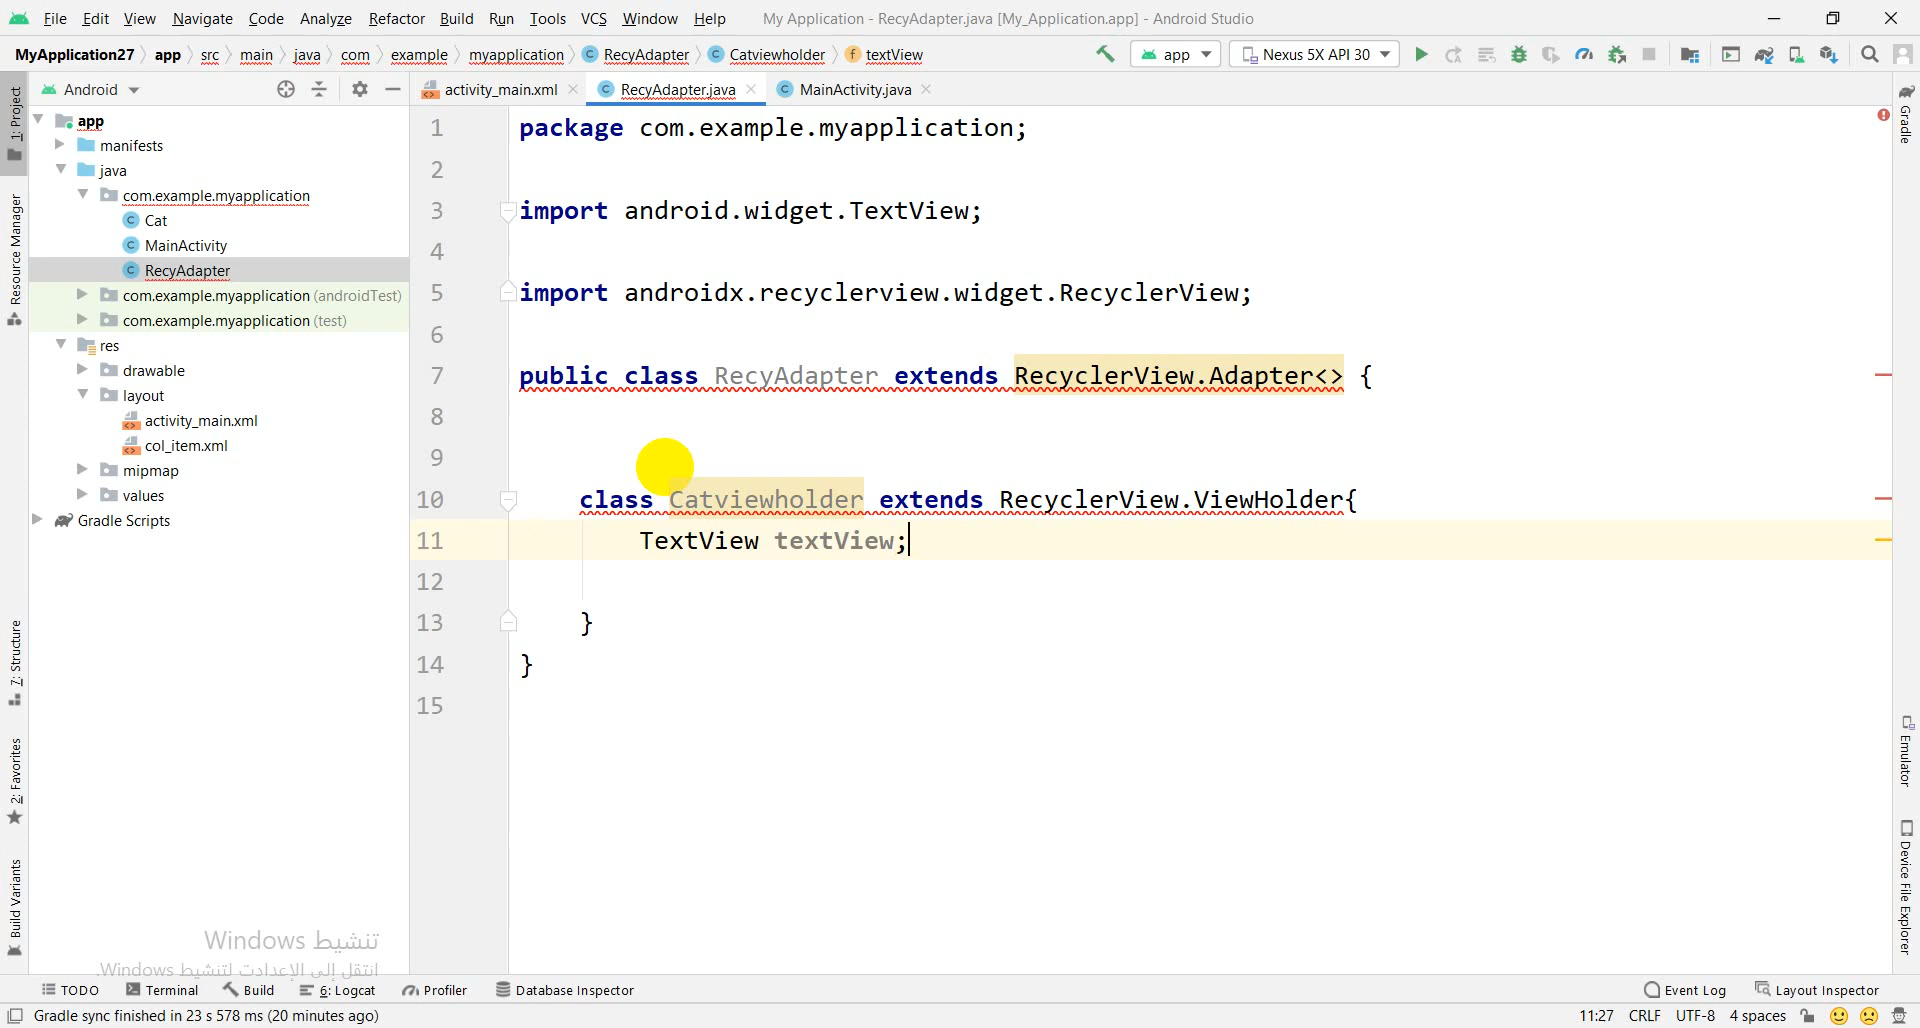 File Edit View Navigate Code Analyze Refactor Build Run Tools VCS Window Help My Application - RecyAdapter.java [My_Application.app] - Android Studio
MyApplication27 app src main java com example myapplication RecyAdapter Catviewholder textView app Nexus 5X API 30
Android activity_main.xml RecyAdapter.java MainActivity.java
1: Project
Resource Manager
7: Structure
2: Favorites
Build Variants
app
manifests
java
com.example.myapplication
Cat
MainActivity
RecyAdapter
com.example.myapplication (androidTest)
com.example.myapplication (test)
res
drawable
layout
activity_main.xml
col_item.xml
mipmap
values
Gradle Scripts
1 package com.example.myapplication;
2
3 import android.widget.TextView;
4
5 import androidx.recyclerview.widget.RecyclerView;
6
7 public class RecyAdapter extends RecyclerView.Adapter<> {
8
9
10 class Catviewholder extends RecyclerView.ViewHolder{
11 TextView textView;
12
13 }
14 }
15
Gradle
Emulator
Device File Explorer
تنشيط Windows
انتقل إلى الإعدادت لتنشيط Windows.
TODO Terminal Build 6: Logcat Profiler Database Inspector Event Log Layout Inspector
Gradle sync finished in 23 s 578 ms (20 minutes ago) 11:27 CRLF UTF-8 4 spaces